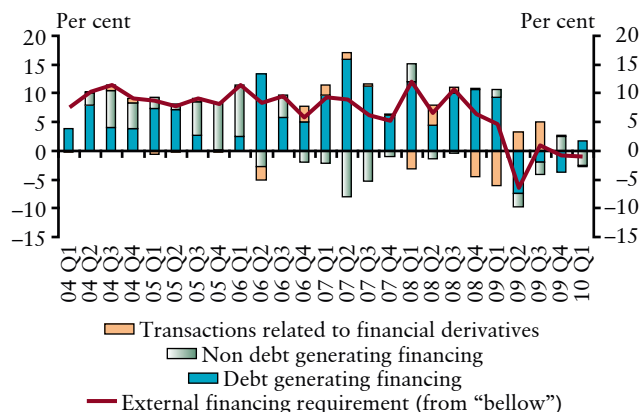 Per cent Per cent
20 20
15 15
10 10
5 5
0 0
−5 −5
−10 −10
−15 −15
04 Q1 04 Q2 04 Q3 04 Q4 05 Q1 05 Q2 05 Q3 05 Q4 06 Q1 06 Q2 06 Q3 06 Q4 07 Q1 07 Q2 07 Q3 07 Q4 08 Q1 08 Q2 08 Q3 08 Q4 09 Q1 09 Q2 09 Q3 09 Q4 10 Q1
Transactions related to financial derivatives
Non debt generating financing
Debt generating financing
External financing requirement (from “bellow”)